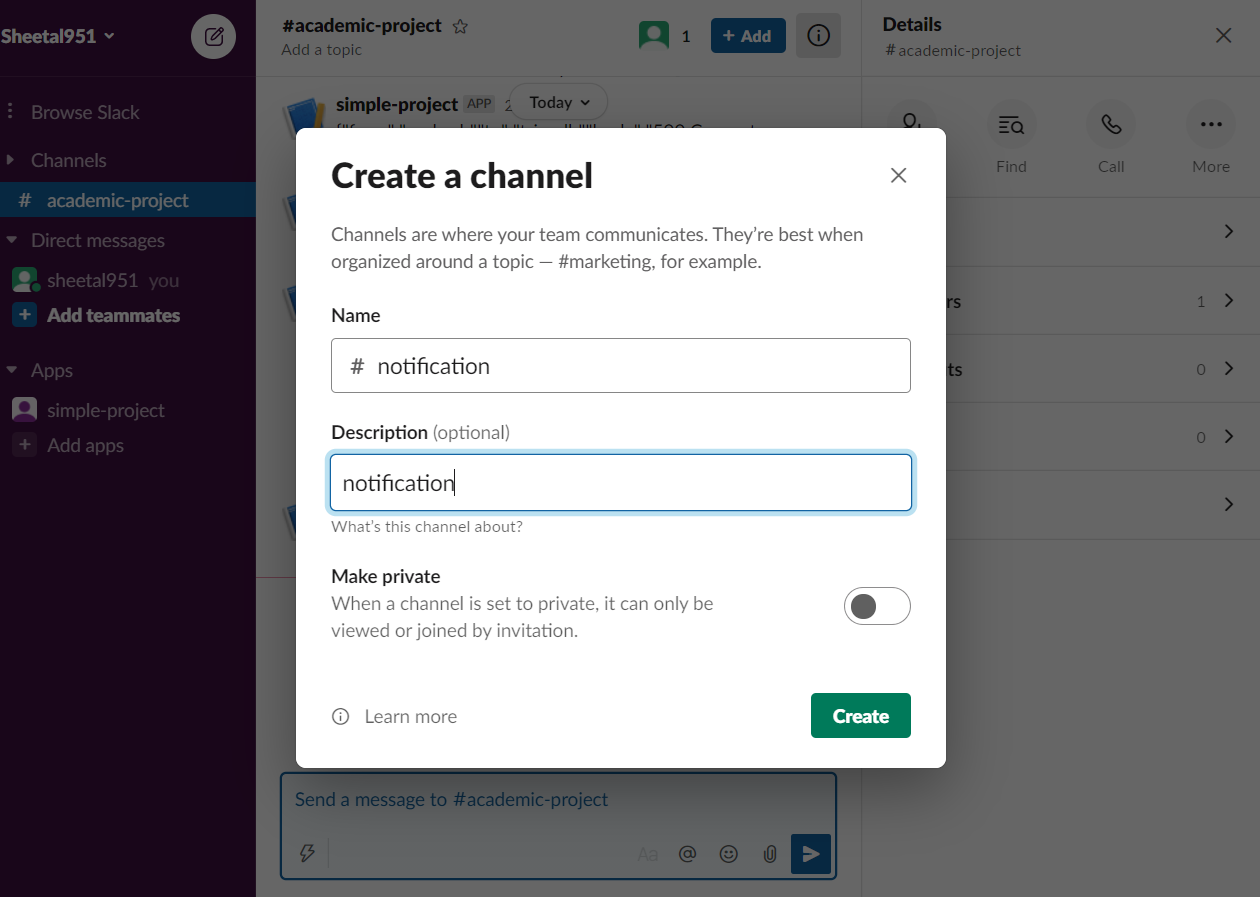 Sheetal951
Browse Slack
Channels
# academic-project
Direct messages
sheetal951 you
+ Add teammates
Apps
simple-project
+ Add apps
#academic-project
Add a topic
1
+ Add
simple-project APP
Today
Create a channel
Channels are where your team communicates. They’re best when
organized around a topic — #marketing, for example.
Name
# notification
Description (optional)
notification
What’s this channel about?
Make private
When a channel is set to private, it can only be
viewed or joined by invitation.
Learn more
Create
Send a message to #academic-project
Aa
Details
# academic-project
Find
Call
More
rs 1
ts 0
0